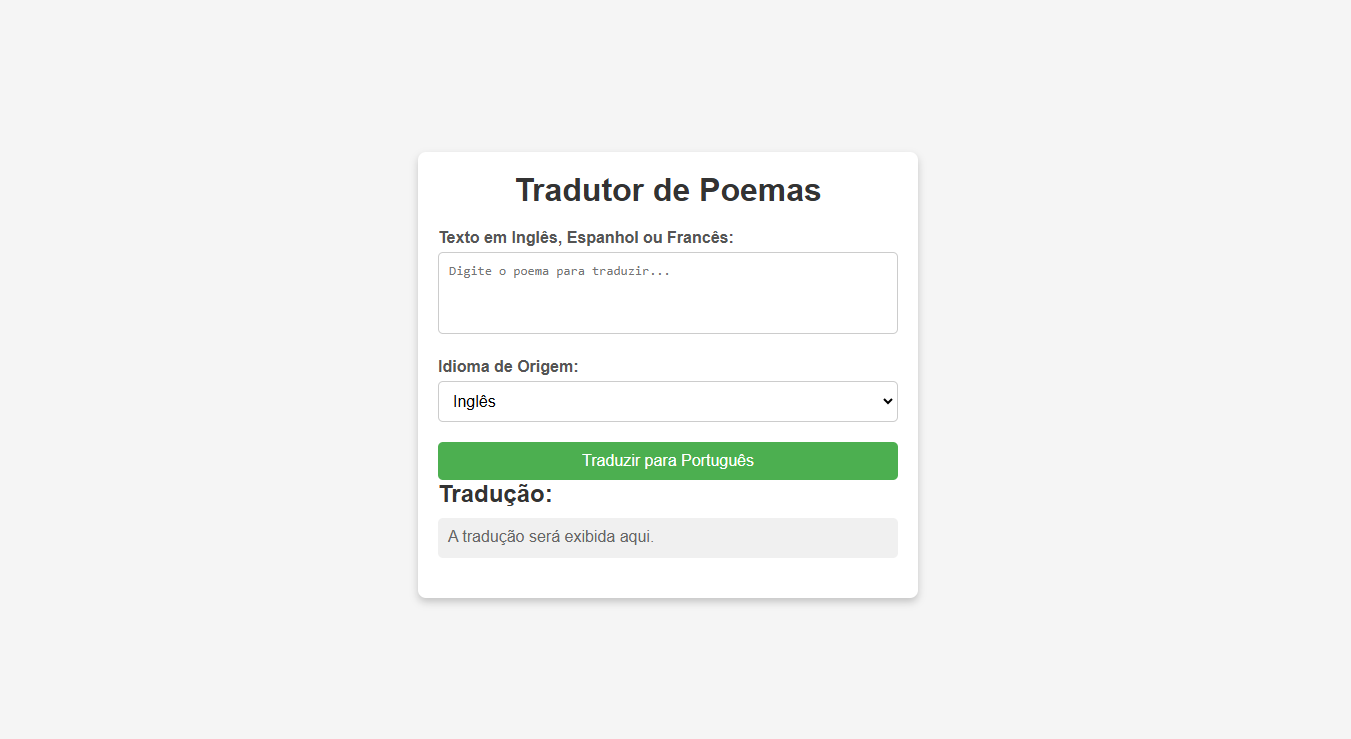 Tradutor de Poemas
Texto em Inglês, Espanhol ou Francês:
Digite o poema para traduzir...
Idioma de Origem:
Inglês
Traduzir para Português
Tradução:
A tradução será exibida aqui.